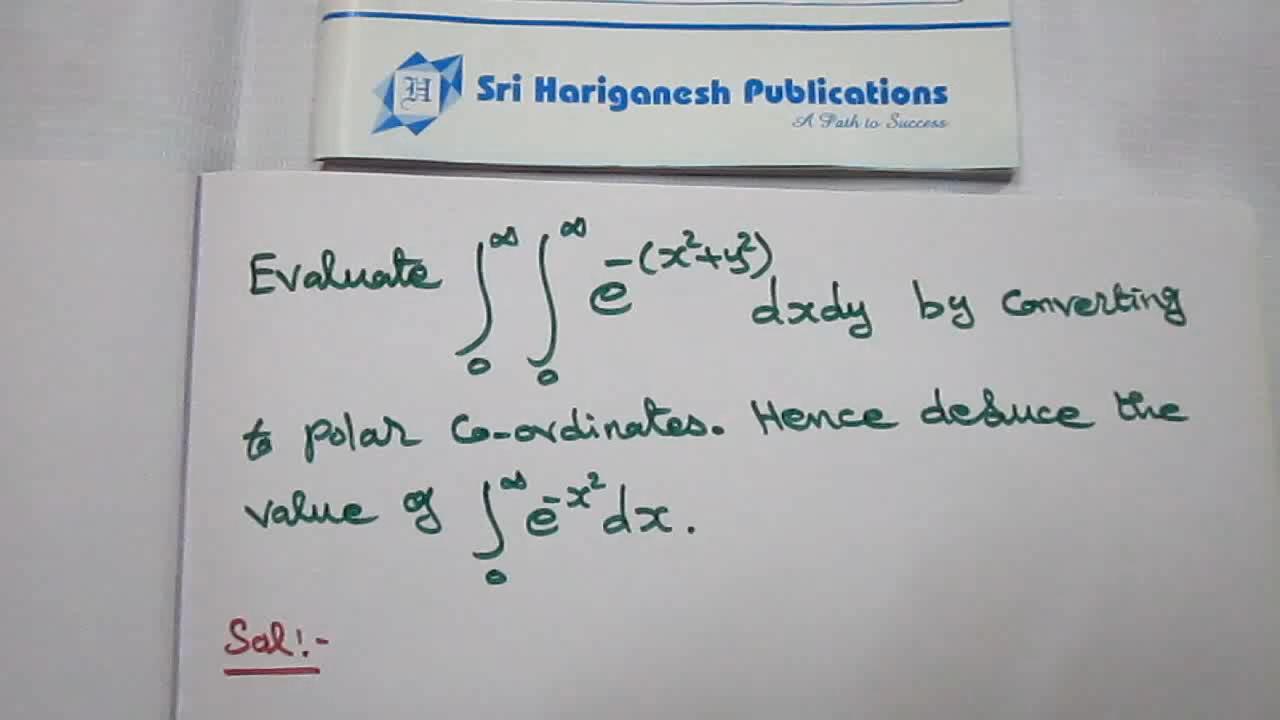 H
Sri Hariganesh Publications
A Path to Success
Evaluate ∫₀^∞ ∫₀^∞ e^{-(x²+y²)} dxdy by converting
to polar co-ordinates. Hence deduce the
value of ∫₀^∞ e^{-x²} dx.
Sol:-